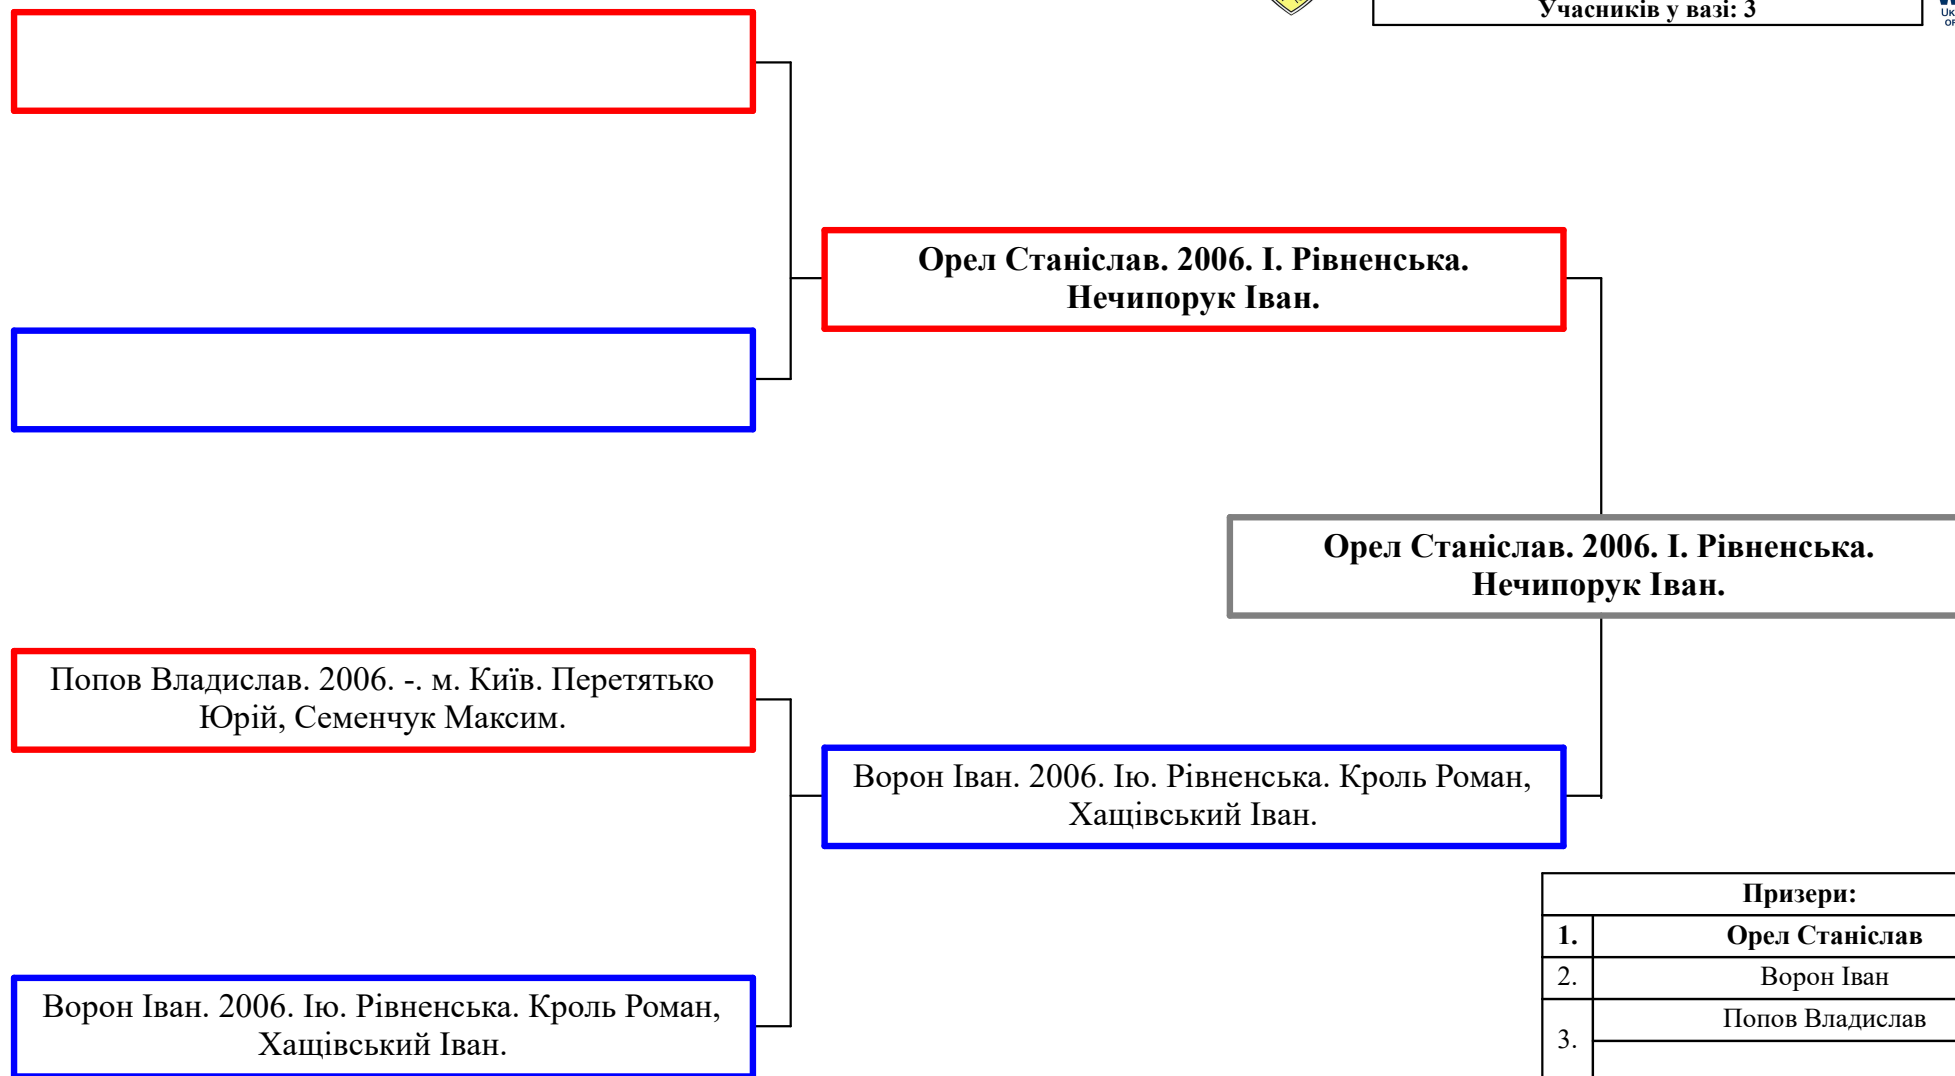 Учасників у вазі: 3
Орел Станіслав. 2006. І. Рівненська.
Нечипорук Іван.
Орел Станіслав. 2006. І. Рівненська.
Нечипорук Іван.
Попов Владислав. 2006. -. м. Київ. Перетятько
Юрій, Семенчук Максим.
Ворон Іван. 2006. Ію. Рівненська. Кроль Роман,
Хащівський Іван.
Ворон Іван. 2006. Ію. Рівненська. Кроль Роман,
Хащівський Іван.
Призери:
1. Орел Станіслав
2. Ворон Іван
3. Попов Владислав